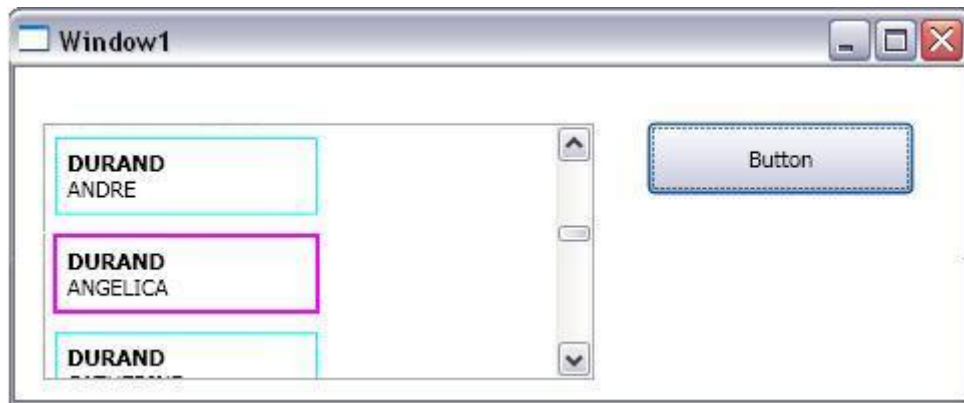 Window1
DURAND
ANDRE
Button
DURAND
ANGELICA
DURAND